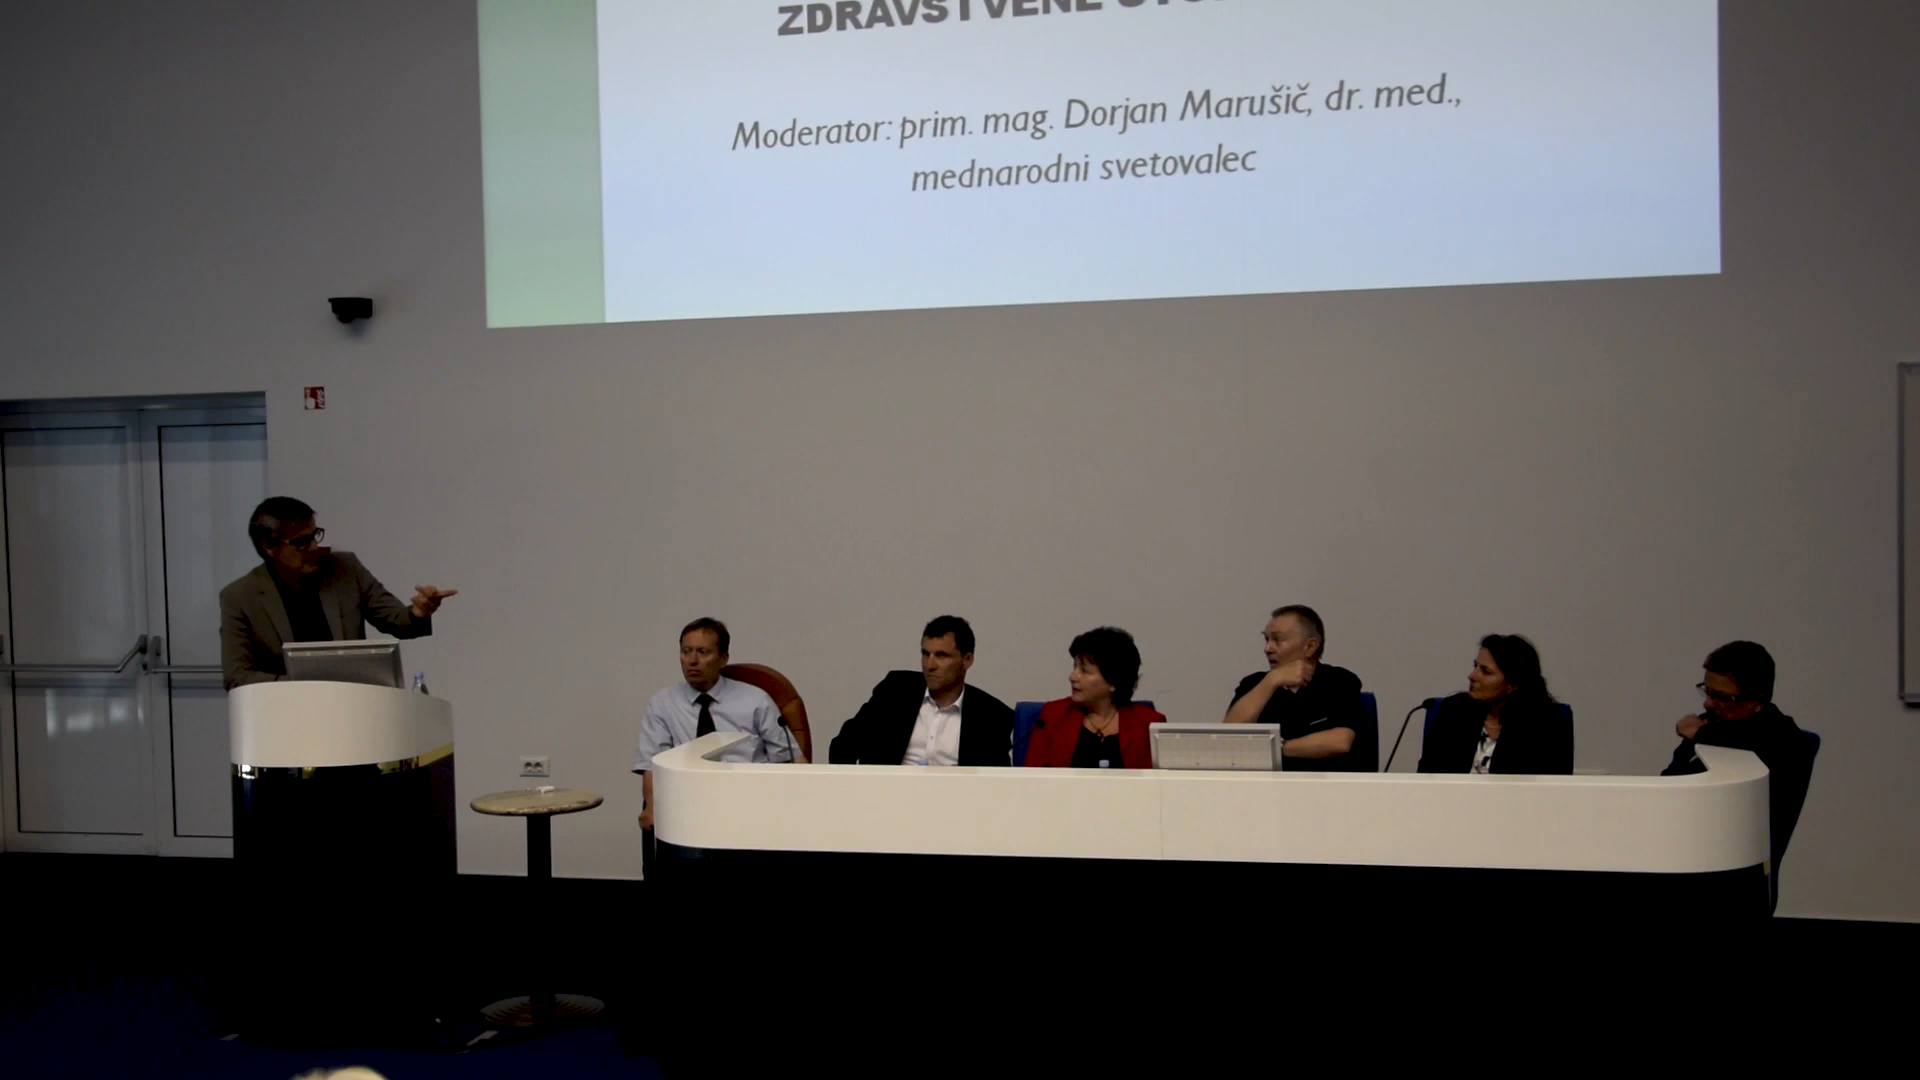 ZDRAVSTVENE
Moderator: prim. mag. Dorjan Marušič, dr. med.,
mednarodni svetovalec